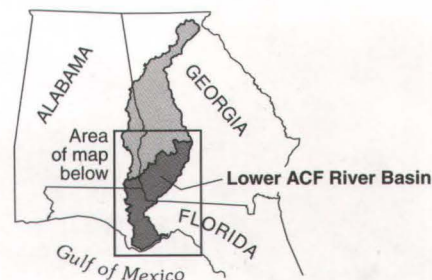 ALABAMA
GEORGIA
Area
of map
below
Lower ACF River Basin
FLORIDA
Gulf of Mexico